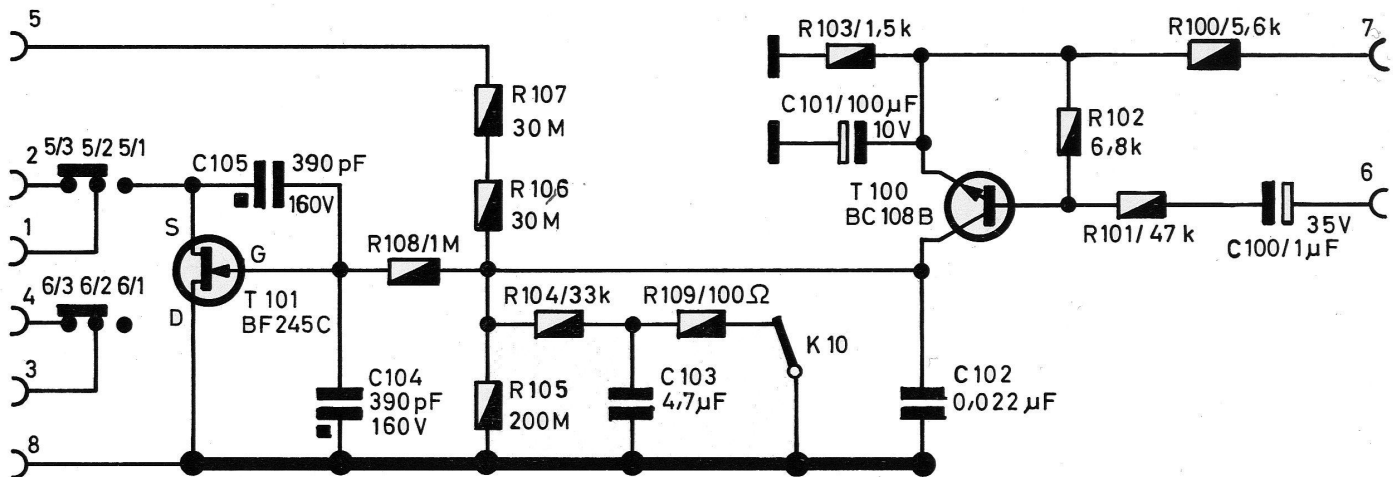 5
R107
30M
2
5/3 5/2 5/1
C105
390pF
160V
R106
30M
1
S
G
R108/1M
4
6/3 6/2 6/1
D
T 101
BF245C
3
C104
390pF
160V
R105
200M
R104/33k
R109/100Ω
K10
C103
4,7µF
8
R103/1,5k
C101/100µF
10V
R100/5,6k
7
R102
6,8k
T 100
BC108B
6
R101/47k
35V
C100/1µF
C102
0,022µF